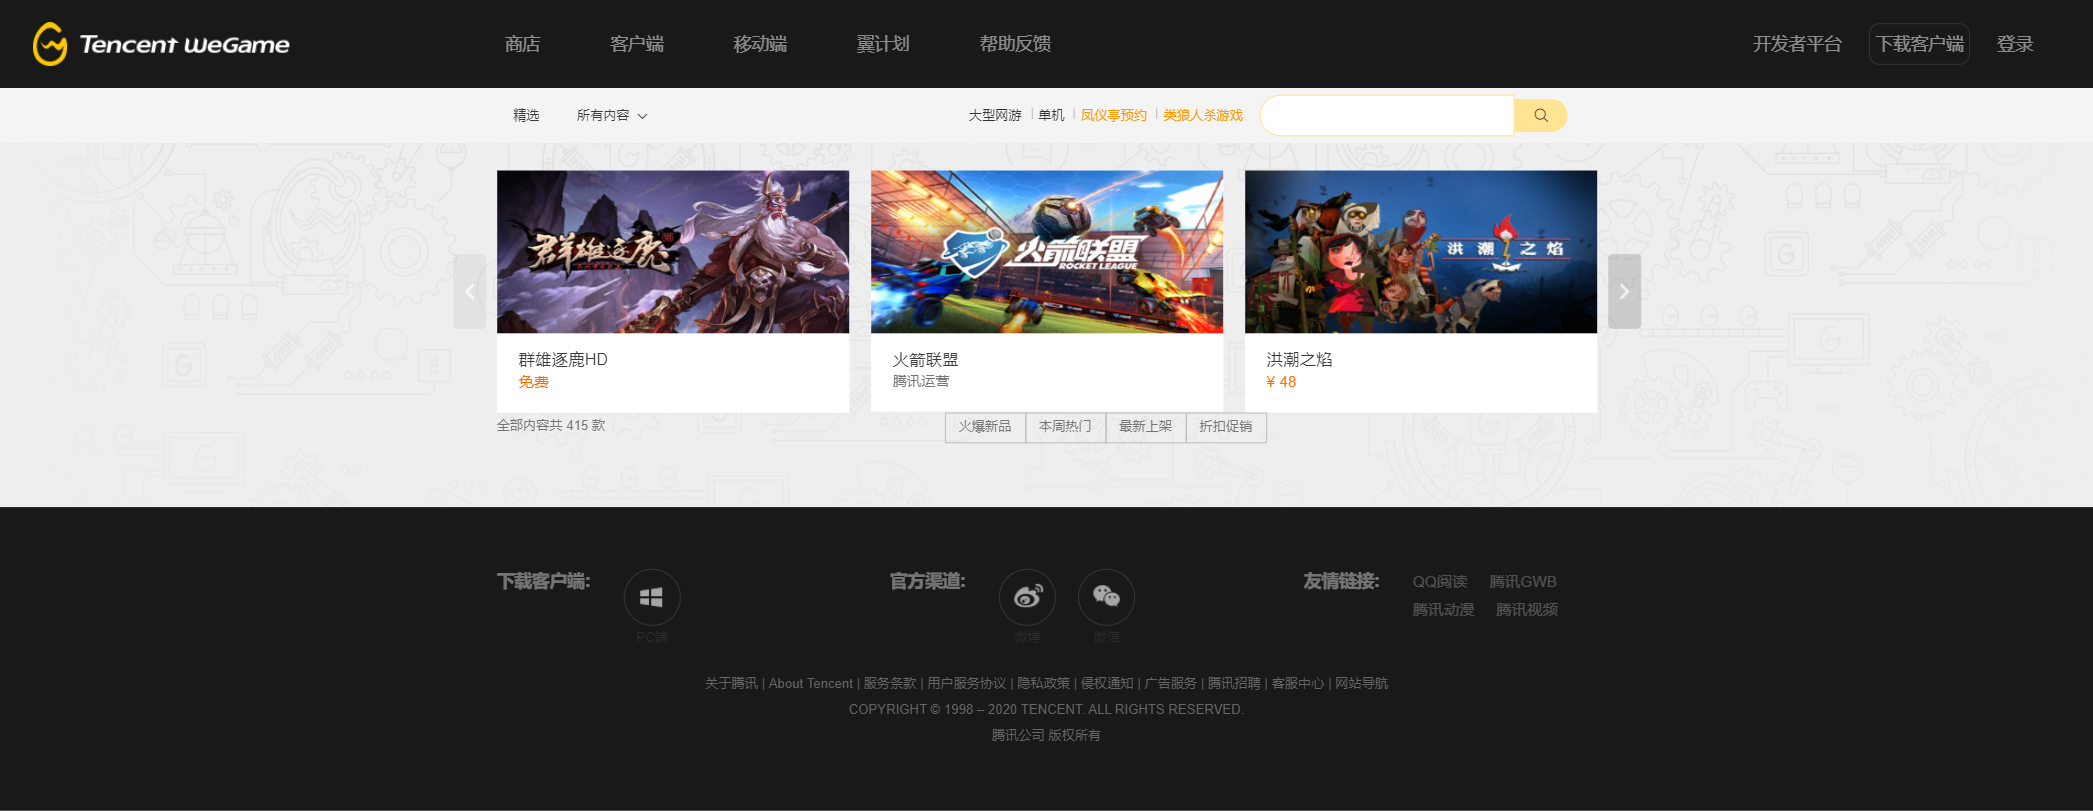 Tencent WeGame 商店 客户端 移动端 翼计划 帮助反馈 开发者平台 下载客户端 登录
精选 所有内容 大型网游 单机 凤仪亭预约 类狼人杀游戏
群雄逐鹿
火箭联盟
ROCKET LEAGUE
洪潮之焰
群雄逐鹿HD
免费
火箭联盟
腾讯运营
洪潮之焰
¥ 48
全部内容共 415 款
火爆新品 本周热门 最新上架 折扣促销
下载客户端: 官方渠道: 友情链接: QQ阅读 腾讯GWB
腾讯动漫 腾讯视频
PC端 微博 微信
关于腾讯 | About Tencent | 服务条款 | 用户服务协议 | 隐私政策 | 侵权通知 | 广告服务 | 腾讯招聘 | 客服中心 | 网站导航
COPYRIGHT © 1998 – 2020 TENCENT. ALL RIGHTS RESERVED.
腾讯公司 版权所有